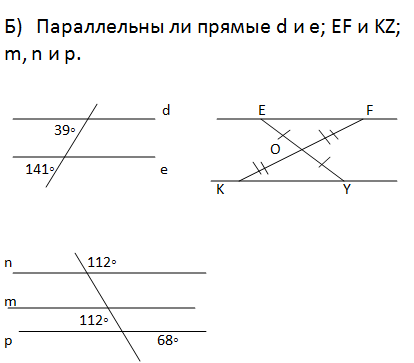 Б) Параллельны ли прямые d и e; EF и KZ;
m, n и p.
d
39°
141°
e
E F
O
K Y
n 112°
m
112°
p 68°